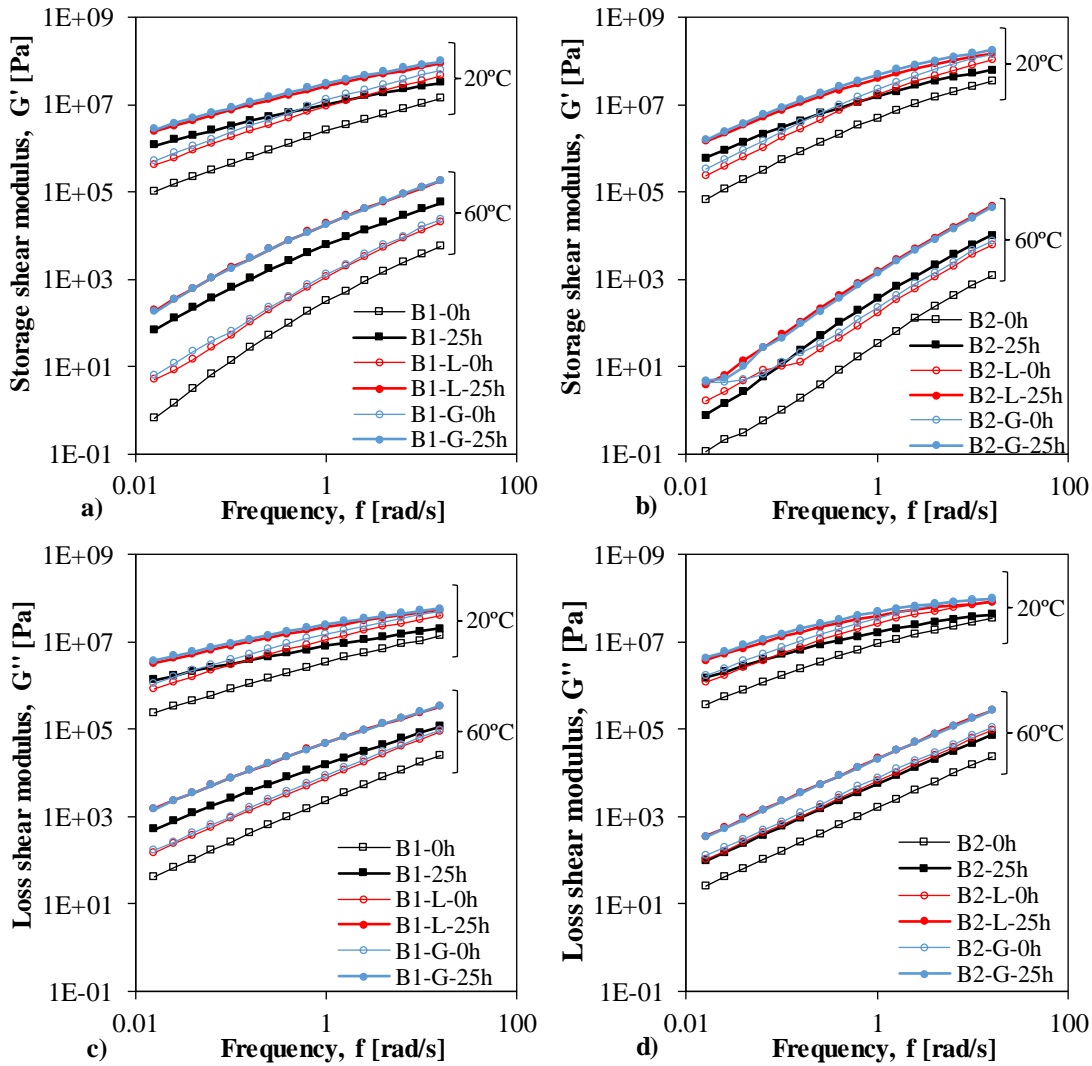 Storage shear modulus, G' [Pa]
1E+09
1E+07
1E+05
1E+03
1E+01
1E-01
20ºC
60ºC
B1-0h
B1-25h
B1-L-0h
B1-L-25h
B1-G-0h
B1-G-25h
0.01
1
100
a)
Frequency, f [rad/s]
Storage shear modulus, G' [Pa]
1E+09
1E+07
1E+05
1E+03
1E+01
1E-01
20ºC
60ºC
B2-0h
B2-25h
B2-L-0h
B2-L-25h
B2-G-0h
B2-G-25h
0.01
1
100
b)
Frequency, f [rad/s]
Loss shear modulus, G'' [Pa]
1E+09
1E+07
1E+05
1E+03
1E+01
1E-01
20ºC
60ºC
B1-0h
B1-25h
B1-L-0h
B1-L-25h
B1-G-0h
B1-G-25h
0.01
1
100
c)
Frequency, f [rad/s]
Loss shear modulus, G'' [Pa]
1E+09
1E+07
1E+05
1E+03
1E+01
1E-01
20ºC
60ºC
B2-0h
B2-25h
B2-L-0h
B2-L-25h
B2-G-0h
B2-G-25h
0.01
1
100
d)
Frequency, f [rad/s]